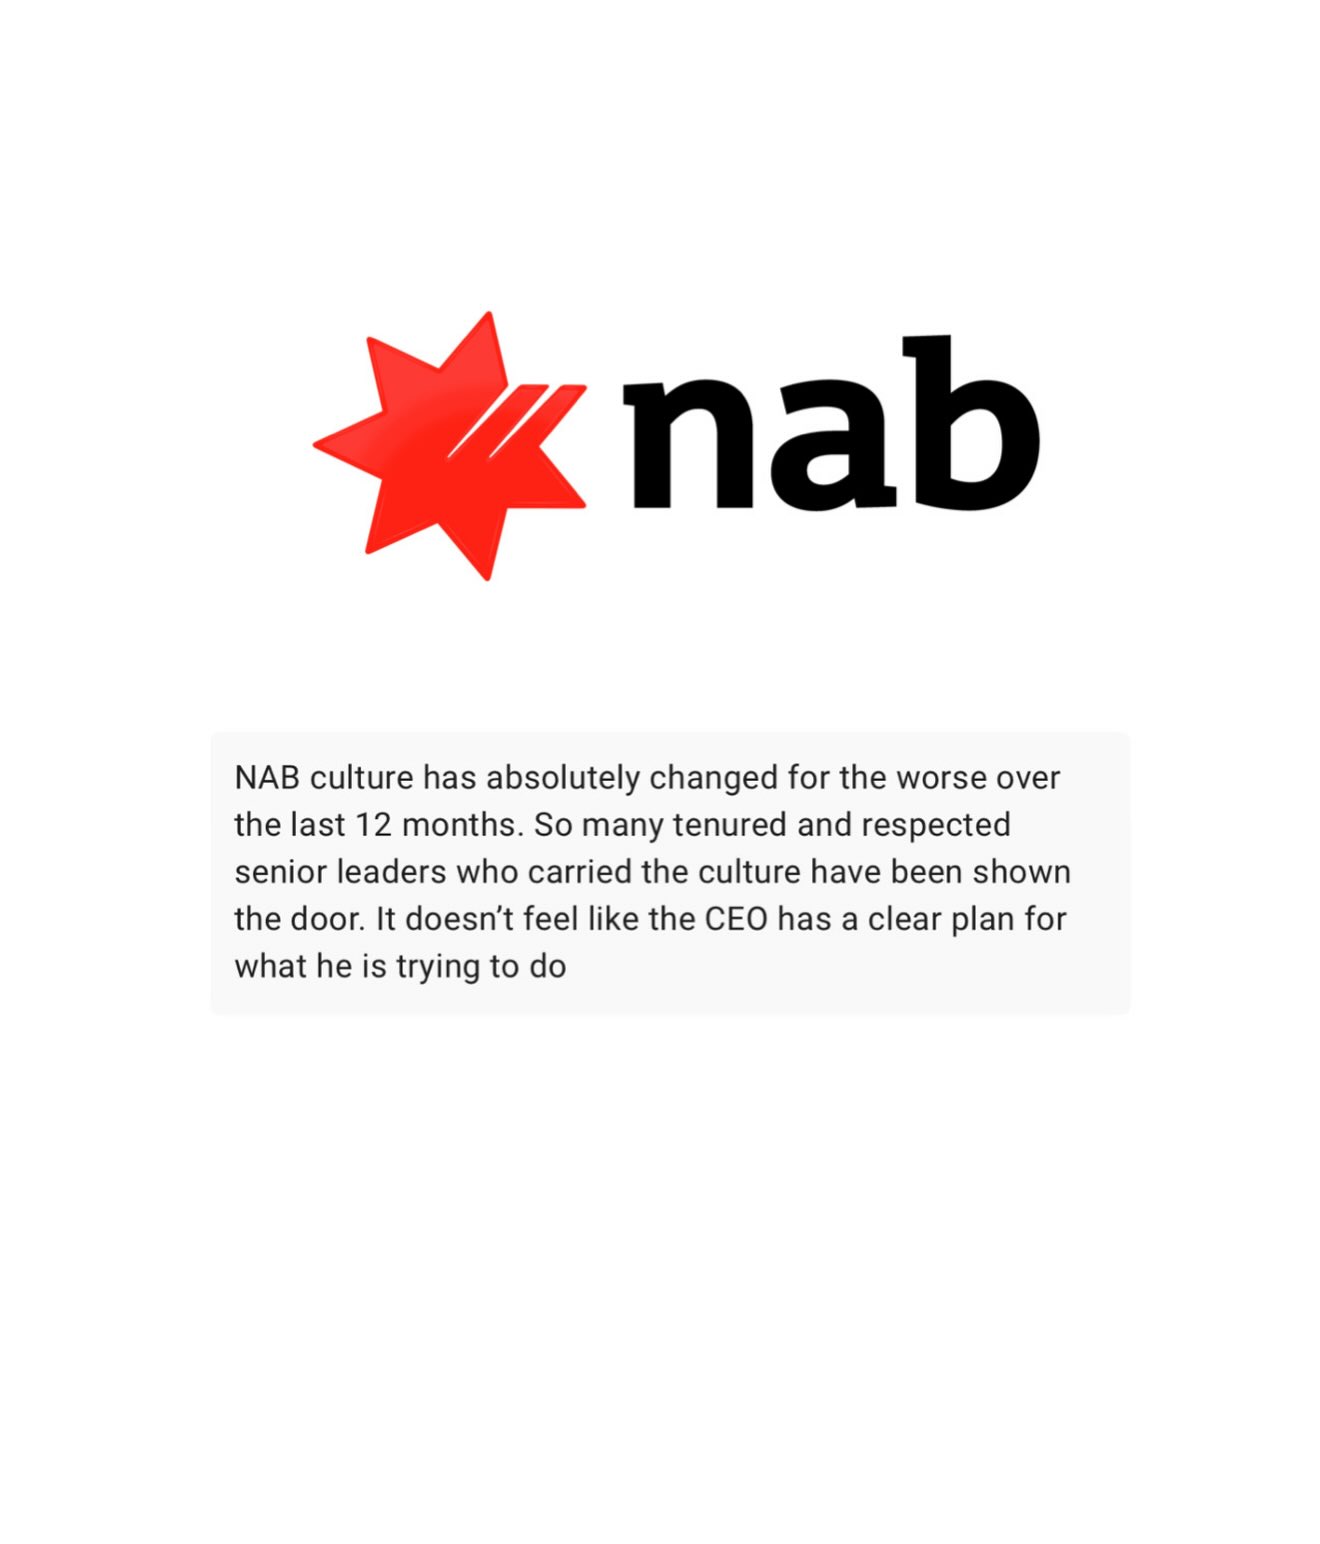 nab
NAB culture has absolutely changed for the worse over
the last 12 months. So many tenured and respected
senior leaders who carried the culture have been shown
the door. It doesn’t feel like the CEO has a clear plan for
what he is trying to do